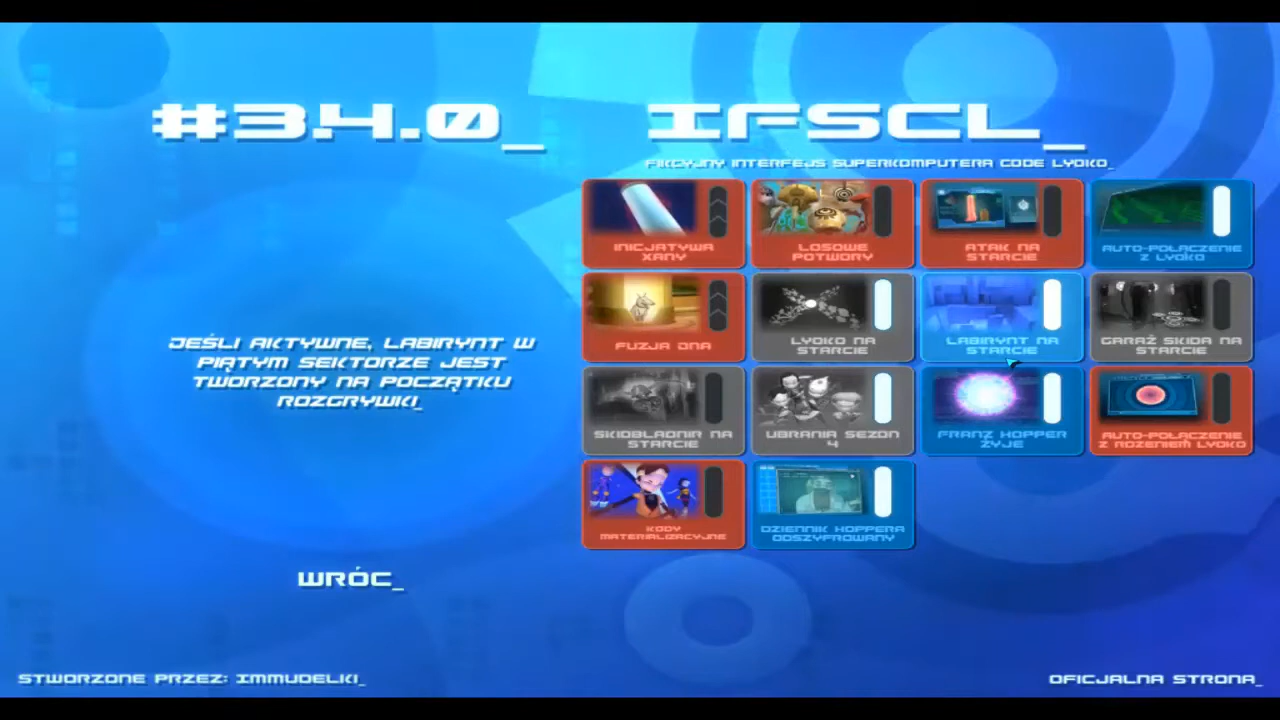 #3.4.0_
IFSCL_
FIKCYJNY INTERFEJS SUPERKOMPUTERA CODE LYOKO_
INICJATYWA
XANY
LOSOWE
POTWORY
ATAK NA
STARCIE
AUTO-POŁĄCZENIE
Z LYOKO
FUZJA DNA
LYOKO NA
STARCIE
LABIRYNT NA
STARCIE
GARAŻ SKIDA NA
STARCIE
JEŚLI AKTYWNE, LABIRYNT W
PIĄTYM SEKTORZE JEST
TWORZONY NA POCZĄTKU
ROZGRYWKI_
SKIDBLADNIR NA
STARCIE
UBRANIA SEZON
4
FRANZ HOPPER
ŻYJE
AUTO-POŁĄCZENIE
Z RDZENIEM LYOKO
KODY
MATERIALIZACYJNE
DZIENNIK HOPPERA
ODSZYFROWANY
WRÓC_
STWORZONE PRZEZ: IMMUDELKI_
OFICJALNA STRONA_